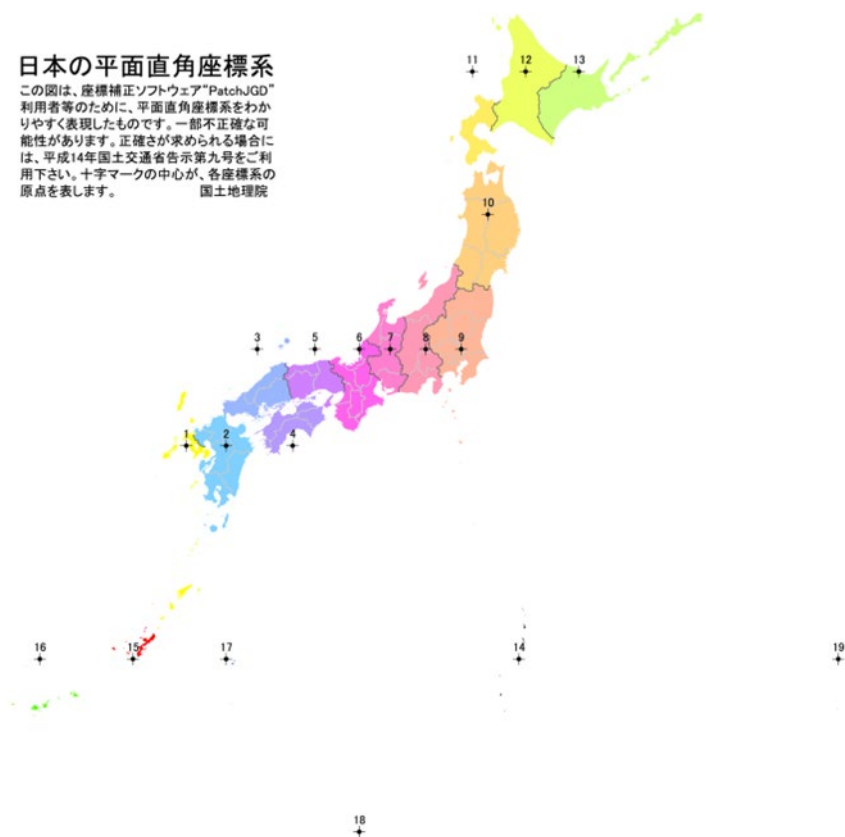 日本の平面直角座標系
この図は、座標補正ソフトウェア"PatchJGD"
利用者等のために、平面直角座標系をわか
りやすく表現したものです。一部不正確な可
能性があります。正確さが求められる場合に
は、平成14年国土交通省告示第九号をご利
用下さい。十字マークの中心が、各座標系の
原点を表します。 国土地理院
11
12
13
10
3
5
6
7
8
9
1
2
4
16
15
17
14
19
18